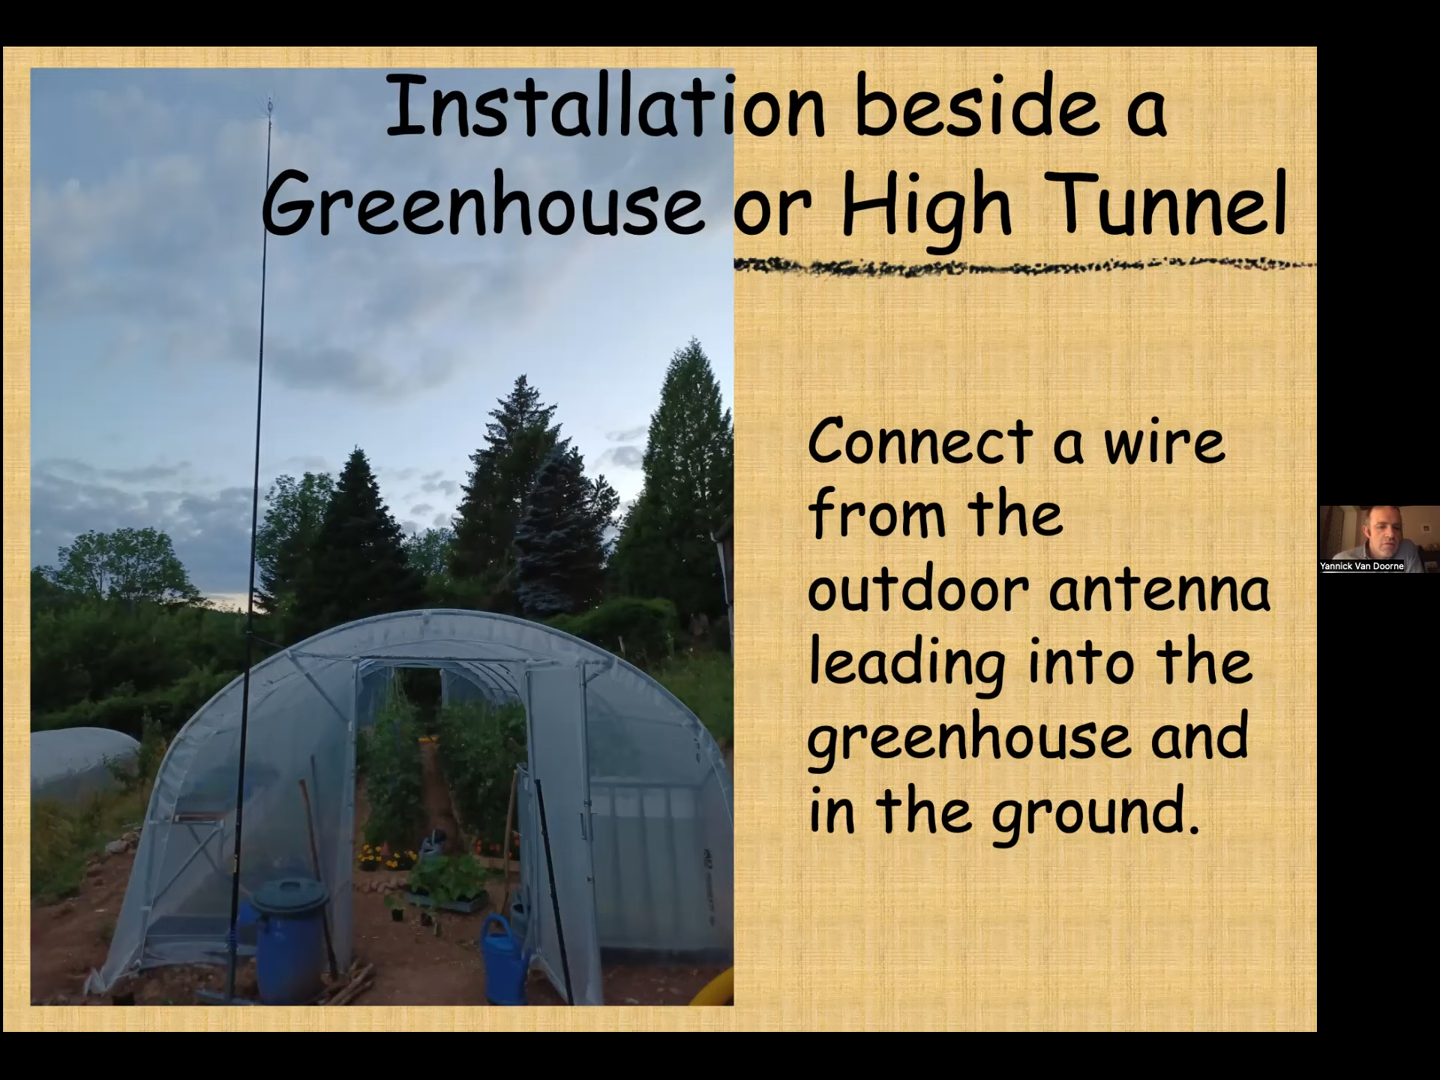 Installation beside a
Greenhouse or High Tunnel
Connect a wire
from the
outdoor antenna
leading into the
greenhouse and
in the ground.
Yannick Van Doorne